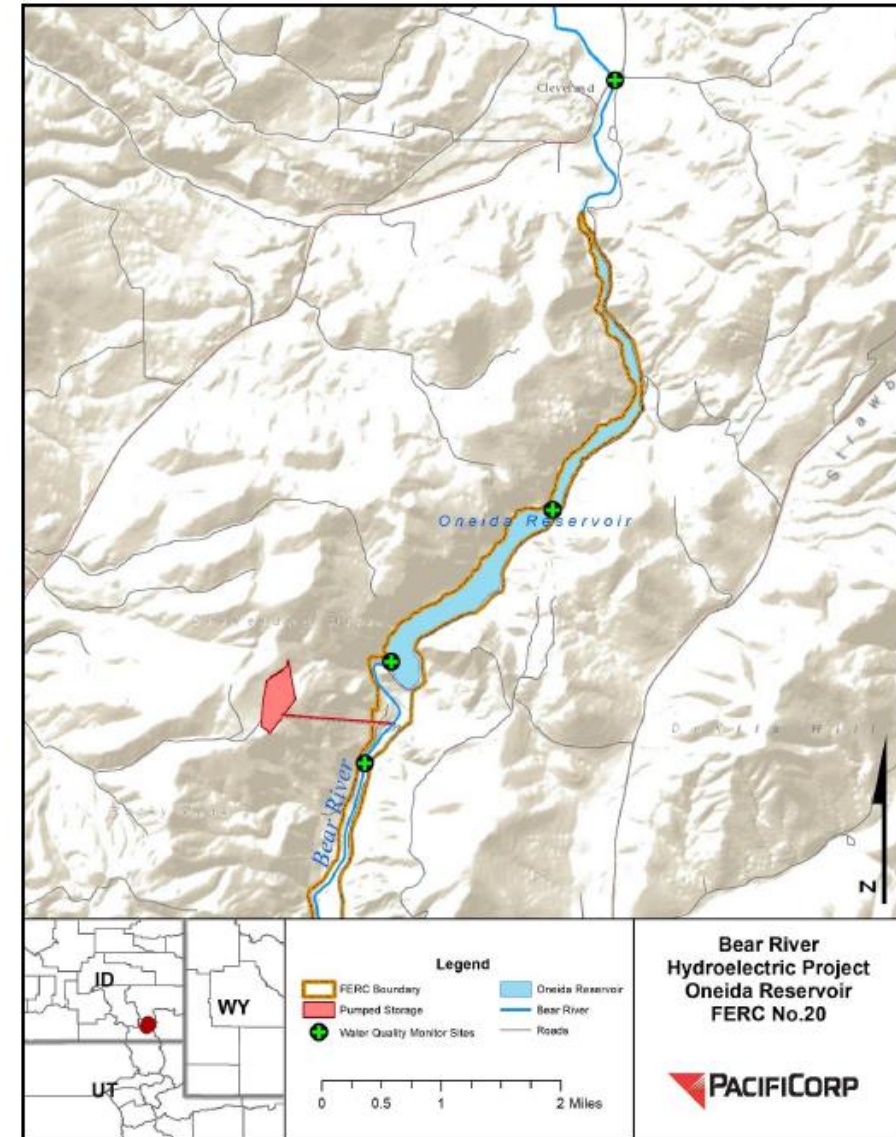 Cleveland
Strawb
Oneida Reservoir
Bear River
N
ID
WY
UT
Legend
FERC Boundary
Pumped Storage
Water Quality Monitor Sites
Oneida Reservoir
Bear River
Roads
0 0.5 1 2 Miles
Bear River
Hydroelectric Project
Oneida Reservoir
FERC No.20
PACIFICORP